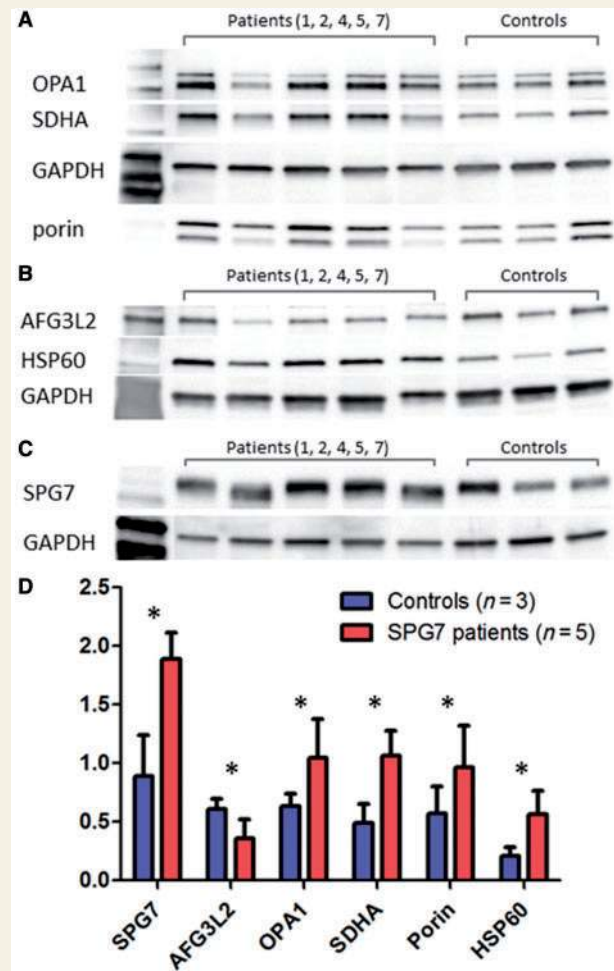 A
Patients (1, 2, 4, 5, 7) Controls
OPA1
SDHA
GAPDH
porin
B
Patients (1, 2, 4, 5, 7) Controls
AFG3L2
HSP60
GAPDH
C
Patients (1, 2, 4, 5, 7) Controls
SPG7
GAPDH
D
2.5
2.0
1.5
1.0
0.5
0.0
Controls (n = 3)
SPG7 patients (n = 5)
* * * * * *
SPG7 AFG3L2 OPA1 SDHA Porin HSP60